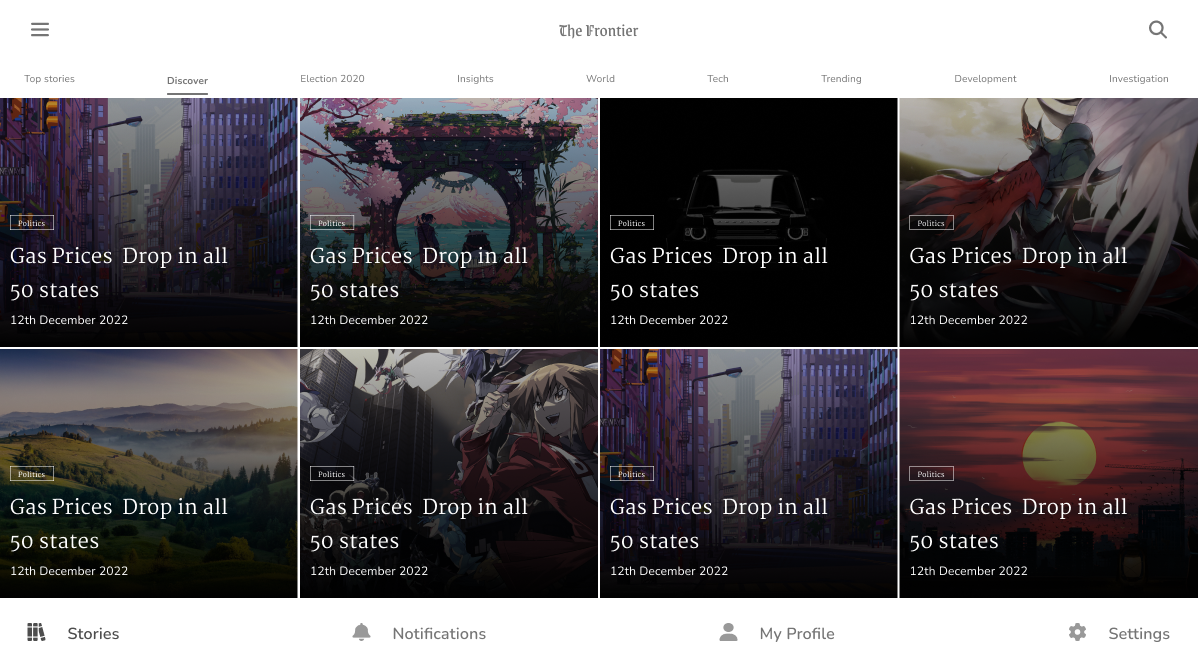 The Frontier
Top stories Discover Election 2020 Insights World Tech Trending Development Investigation
Politics
Gas Prices Drop in all
50 states
12th December 2022
Politics
Gas Prices Drop in all
50 states
12th December 2022
Politics
Gas Prices Drop in all
50 states
12th December 2022
Politics
Gas Prices Drop in all
50 states
12th December 2022
Politics
Gas Prices Drop in all
50 states
12th December 2022
Politics
Gas Prices Drop in all
50 states
12th December 2022
Politics
Gas Prices Drop in all
50 states
12th December 2022
Politics
Gas Prices Drop in all
50 states
12th December 2022
Stories Notifications My Profile Settings